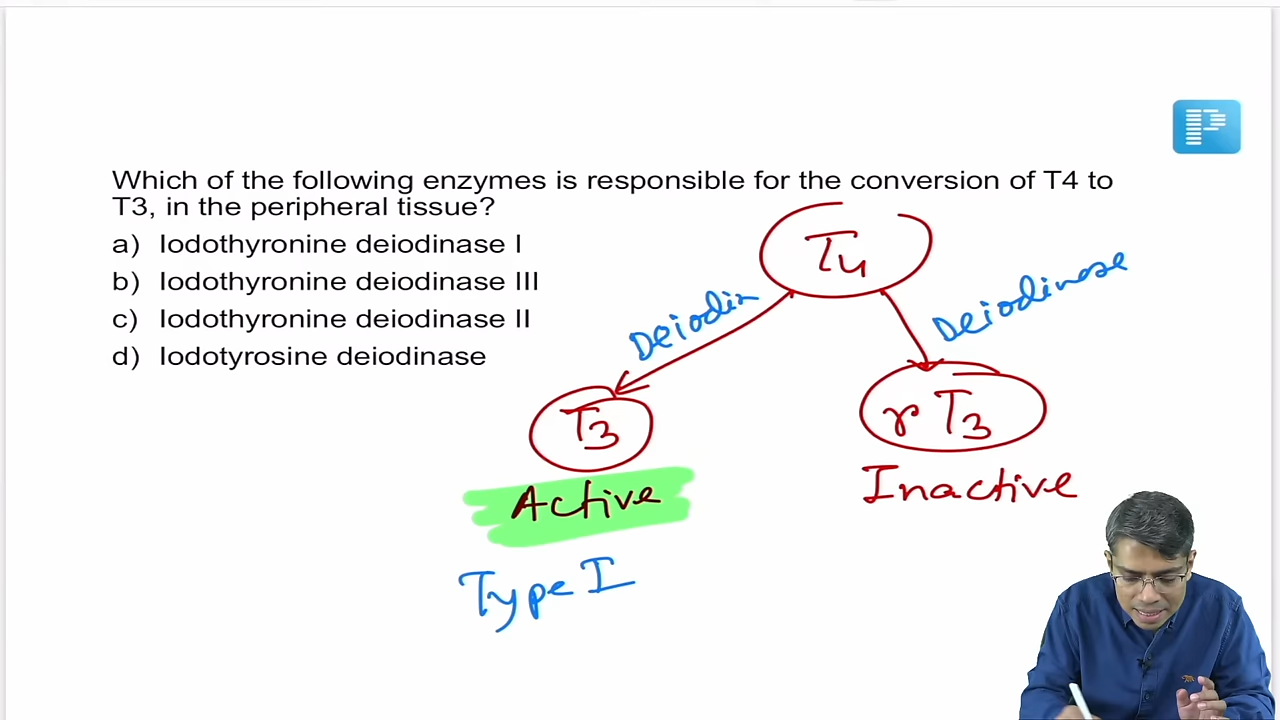 Which of the following enzymes is responsible for the conversion of T4 to
T3, in the peripheral tissue?
a) Iodothyronine deiodinase I
b) Iodothyronine deiodinase III
c) Iodothyronine deiodinase II
d) Iodotyrosine deiodinase
T4
Deiodin
Deiodinase
T3
rT3
Active
Inactive
Type I
P